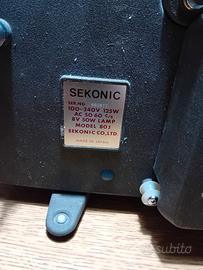 SEKONIC
SER.NO.
100-240V 125W
AC 50 60 c/s
8V 50W LAMP
MODEL 80J
SEKONIC CO., LTD.
MADE IN JAPAN
subito